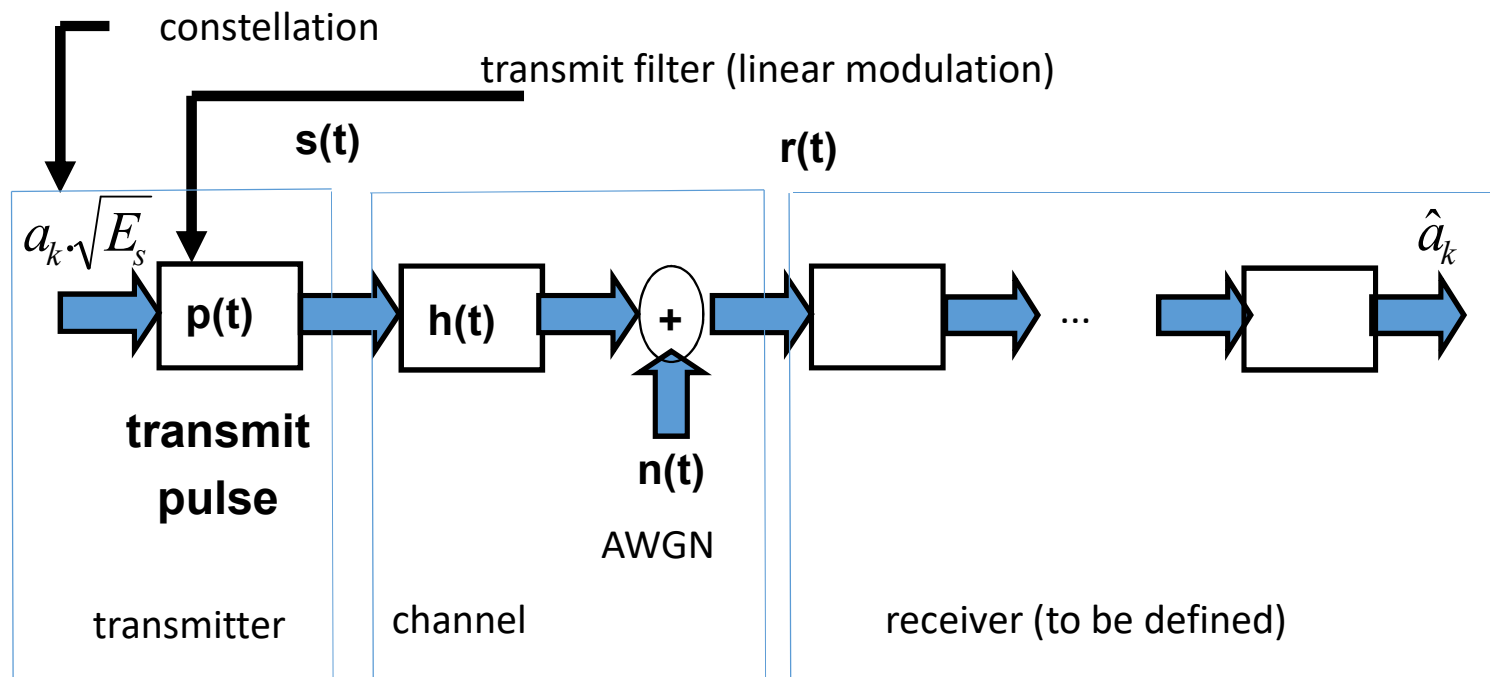 constellation
transmit filter (linear modulation)
s(t)
r(t)
a_k.√E_s
â_k
p(t)
h(t)
+
...
transmit
pulse
n(t)
AWGN
transmitter
channel
receiver (to be defined)